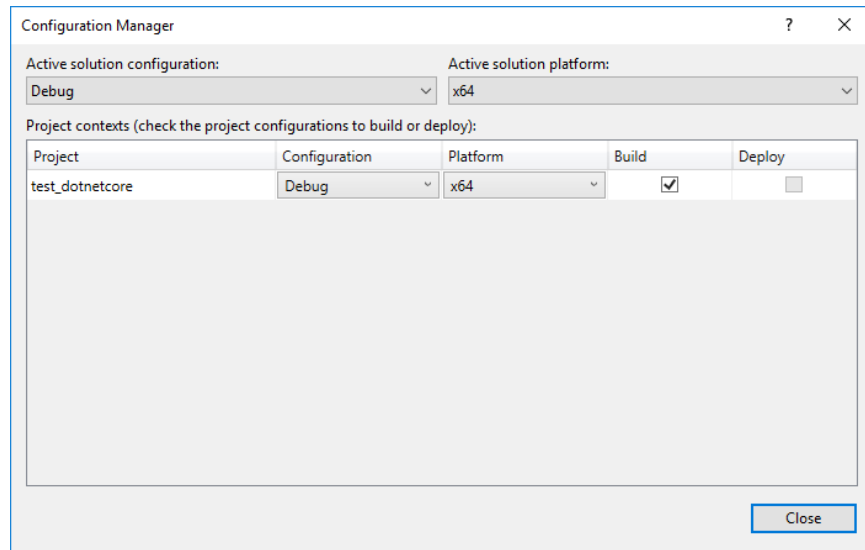 Configuration Manager ?
Active solution configuration: Active solution platform:
Debug x64
Project contexts (check the project configurations to build or deploy):
Project Configuration Platform Build Deploy
test_dotnetcore Debug x64
Close